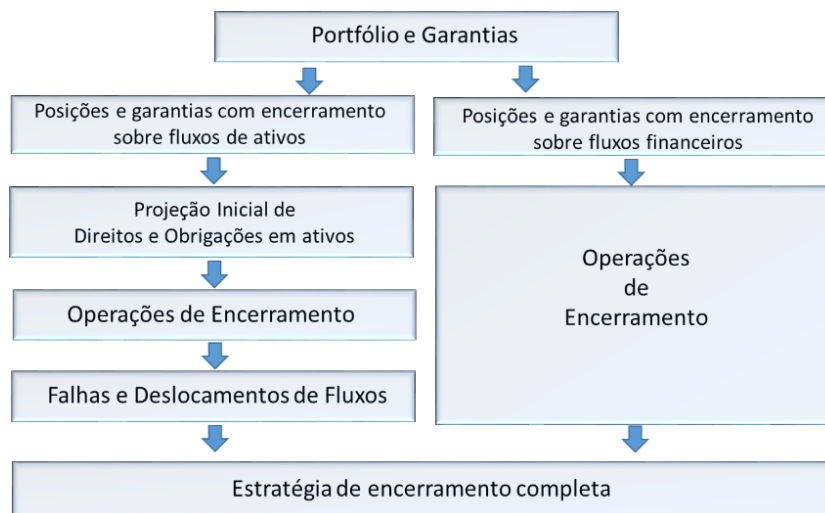 Portfólio e Garantias
Posições e garantias com encerramento
sobre fluxos de ativos
Posições e garantias com encerramento
sobre fluxos financeiros
Projeção Inicial de
Direitos e Obrigações em ativos
Operações de Encerramento
Falhas e Deslocamentos de Fluxos
Operações
de
Encerramento
Estratégia de encerramento completa